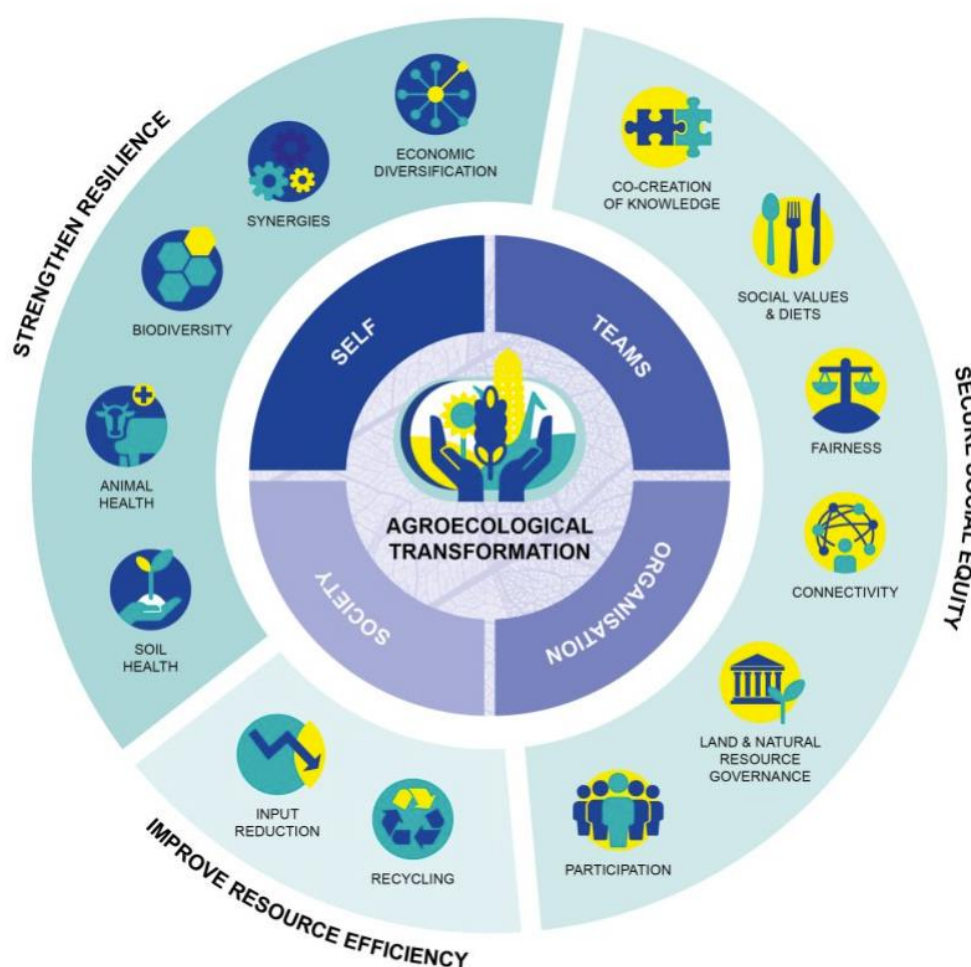 STRENGTHEN RESILIENCE
ECONOMIC
DIVERSIFICATION
SYNERGIES
BIODIVERSITY
ANIMAL
HEALTH
SOIL
HEALTH
IMPROVE RESOURCE EFFICIENCY
INPUT
REDUCTION
RECYCLING
SECURE SOCIAL EQUITY
CO-CREATION
OF KNOWLEDGE
SOCIAL VALUES
& DIETS
FAIRNESS
CONNECTIVITY
LAND & NATURAL
RESOURCE
GOVERNANCE
PARTICIPATION
SELF
TEAMS
ORGANISATION
SOCIETY
AGROECOLOGICAL
TRANSFORMATION